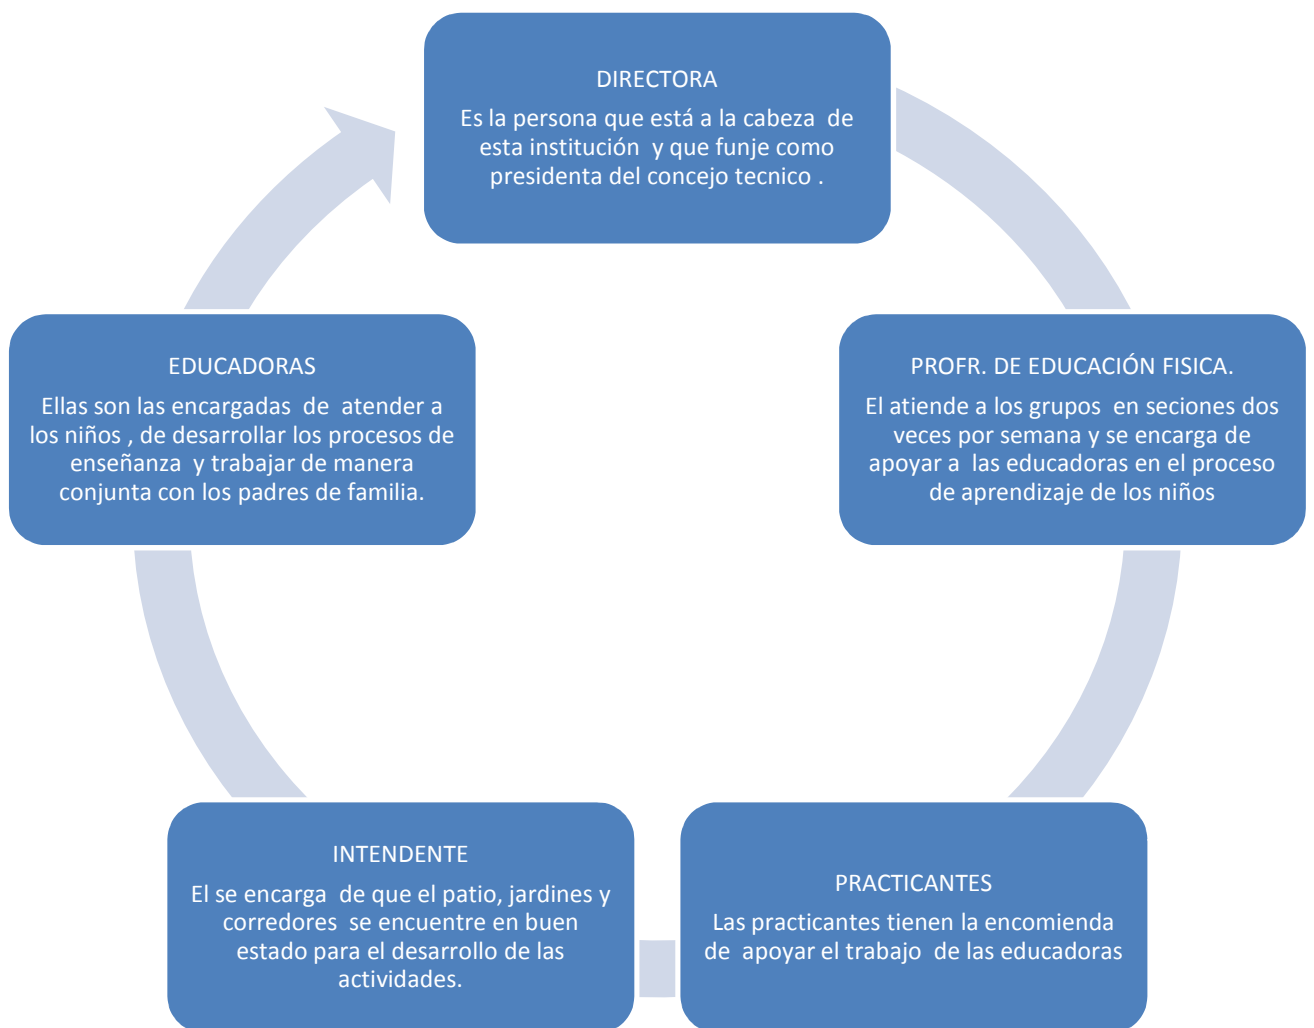 DIRECTORA
Es la persona que está a la cabeza de
esta institución y que funje como
presidenta del concejo tecnico .
PROFR. DE EDUCACIÓN FISICA.
El atiende a los grupos en seciones dos
veces por semana y se encarga de
apoyar a las educadoras en el proceso
de aprendizaje de los niños
PRACTICANTES
Las practicantes tienen la encomienda
de apoyar el trabajo de las educadoras
INTENDENTE
El se encarga de que el patio, jardines y
corredores se encuentre en buen
estado para el desarrollo de las
actividades.
EDUCADORAS
Ellas son las encargadas de atender a
los niños , de desarrollar los procesos de
enseñanza y trabajar de manera
conjunta con los padres de familia.